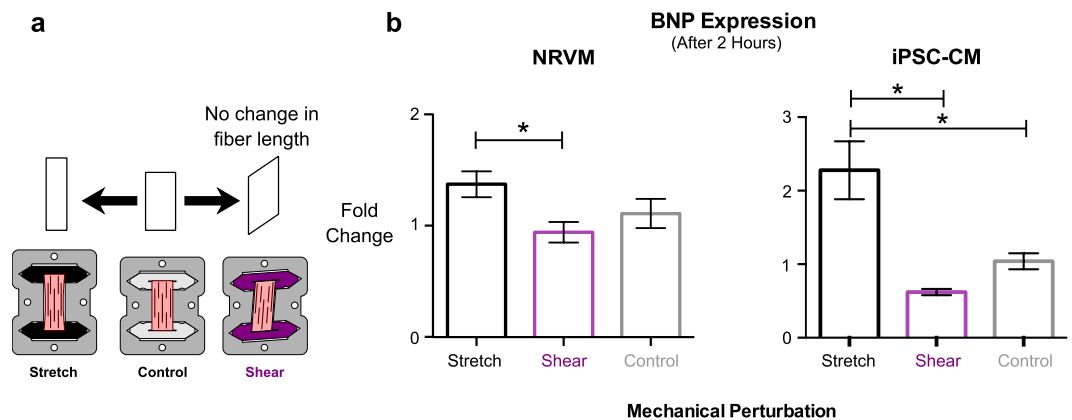 a
No change in
fiber length
Stretch
Control
Shear
b
BNP Expression
(After 2 Hours)
NRVM
iPSC-CM
Fold
Change
2
1
0
*
Stretch
Shear
Control
3
2
1
0
*
*
Stretch
Shear
Control
Mechanical Perturbation